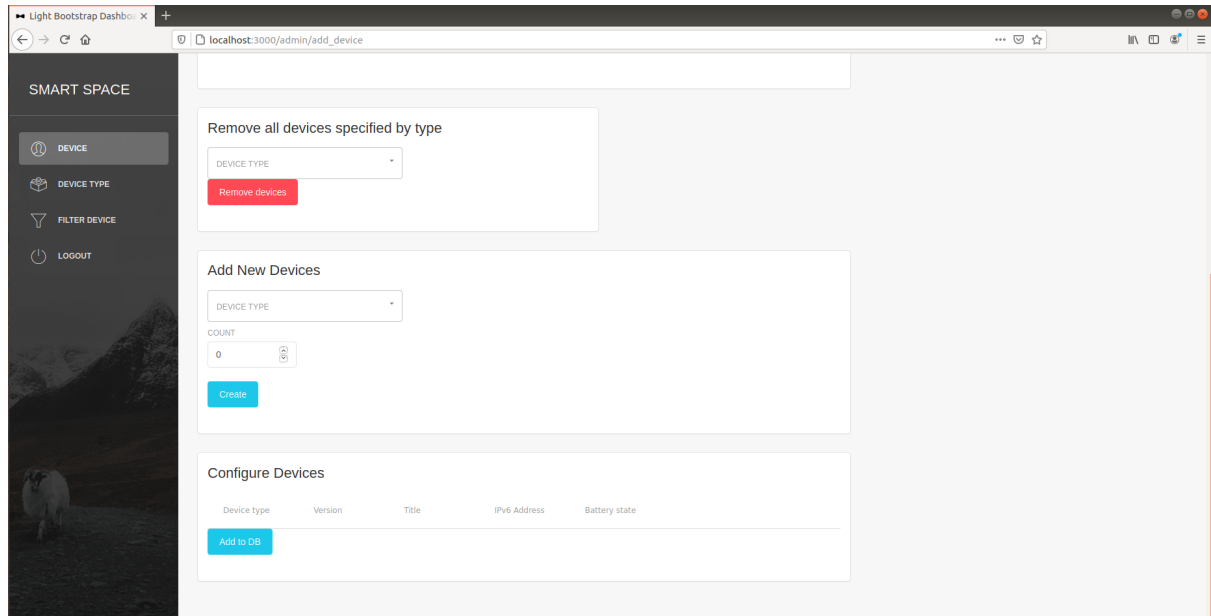 Light Bootstrap Dashbo
localhost:3000/admin/add_device
SMART SPACE
DEVICE
DEVICE TYPE
FILTER DEVICE
LOGOUT
Remove all devices specified by type
DEVICE TYPE
Remove devices
Add New Devices
DEVICE TYPE
COUNT
0
Create
Configure Devices
Device type Version Title IPv6 Address Battery state
Add to DB